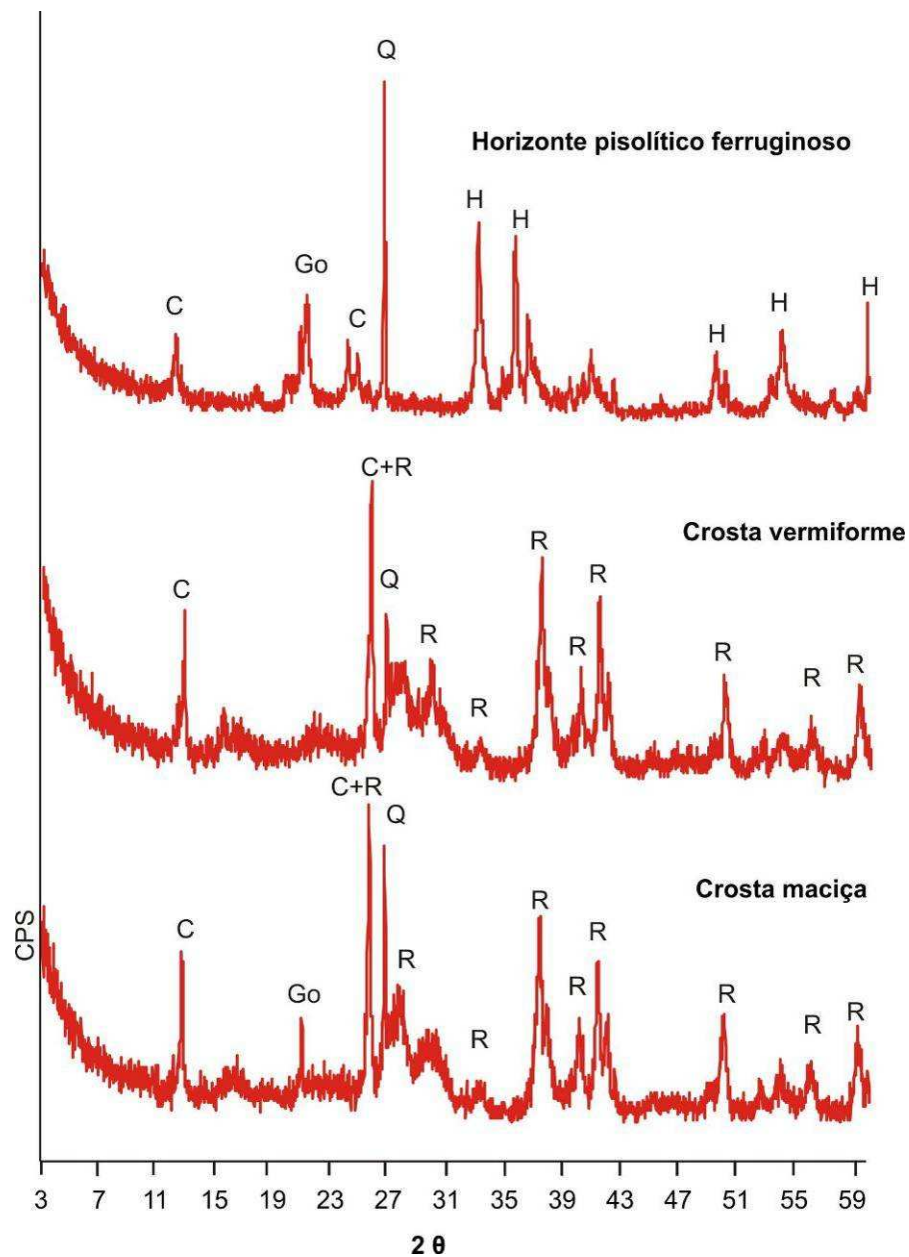 Q
Horizonte pisolítico ferruginoso
H
H
Go
H
C
C
H
H
C+R
Crosta vermiforme
R
Q
R
C
R
R
R
R
R
R
C+R
Q
Crosta maciça
R
R
CPS
C
R
R
Go
R
R
R
R
3 7 11 15 19 23 27 31 35 39 43 47 51 55 59
2 θ